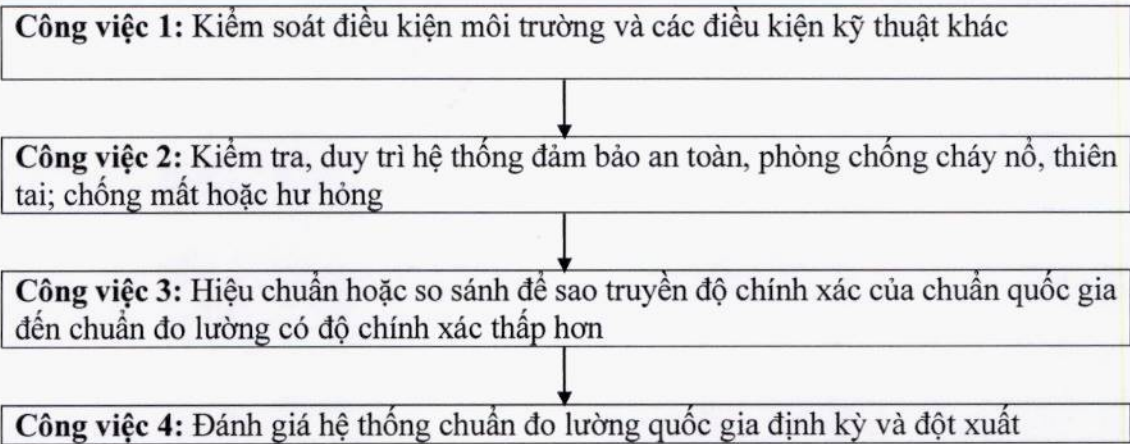 Công việc 1: Kiểm soát điều kiện môi trường và các điều kiện kỹ thuật khác
Công việc 2: Kiểm tra, duy trì hệ thống đảm bảo an toàn, phòng chống cháy nổ, thiên
tai; chống mất hoặc hư hỏng
Công việc 3: Hiệu chuẩn hoặc so sánh để sao truyền độ chính xác của chuẩn quốc gia
đến chuẩn đo lường có độ chính xác thấp hơn
Công việc 4: Đánh giá hệ thống chuẩn đo lường quốc gia định kỳ và đột xuất